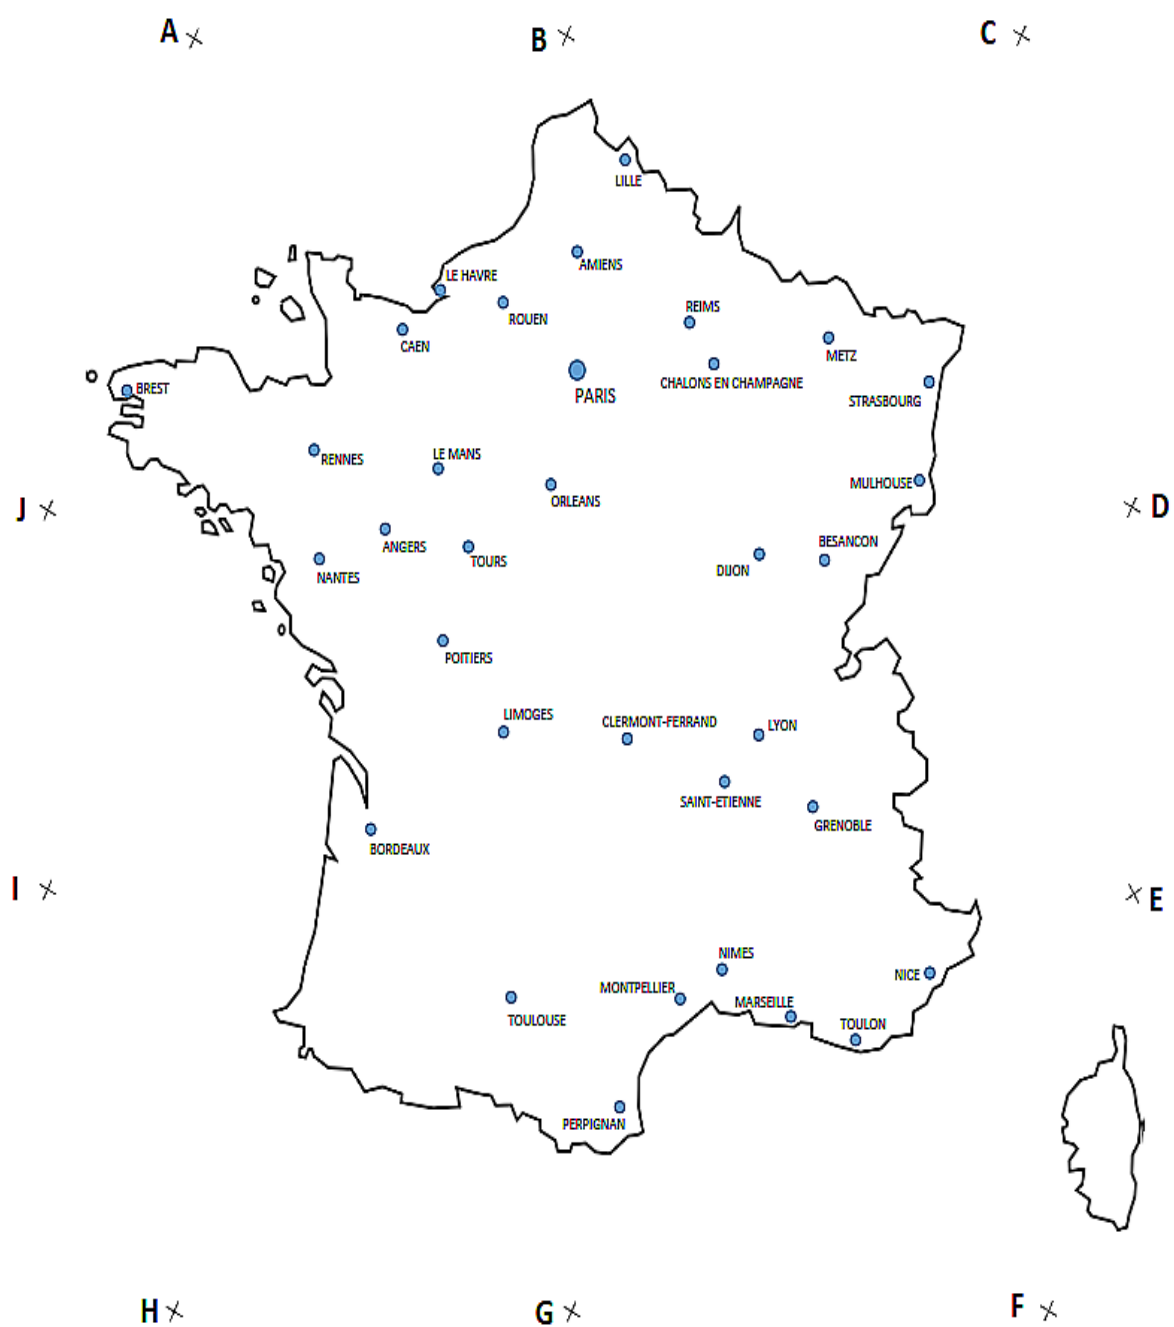 A
B
C
LILLE
AMIENS
LE HAVRE
ROUEN
REIMS
CAEN
METZ
CHALONS EN CHAMPAGNE
PARIS
BREST
STRASBOURG
LE MANS
RENNES
ORLEANS
MULHOUSE
J
D
ANGERS
BESANCON
TOURS
DIJON
NANTES
POITIERS
LIMOGES
CLERMONT-FERRAND
LYON
SAINT-ETIENNE
GRENOBLE
BORDEAUX
I
E
NIMES
NICE
MONTPELLIER
MARSEILLE
TOULOUSE
TOULON
PERPIGNAN
H
G
F